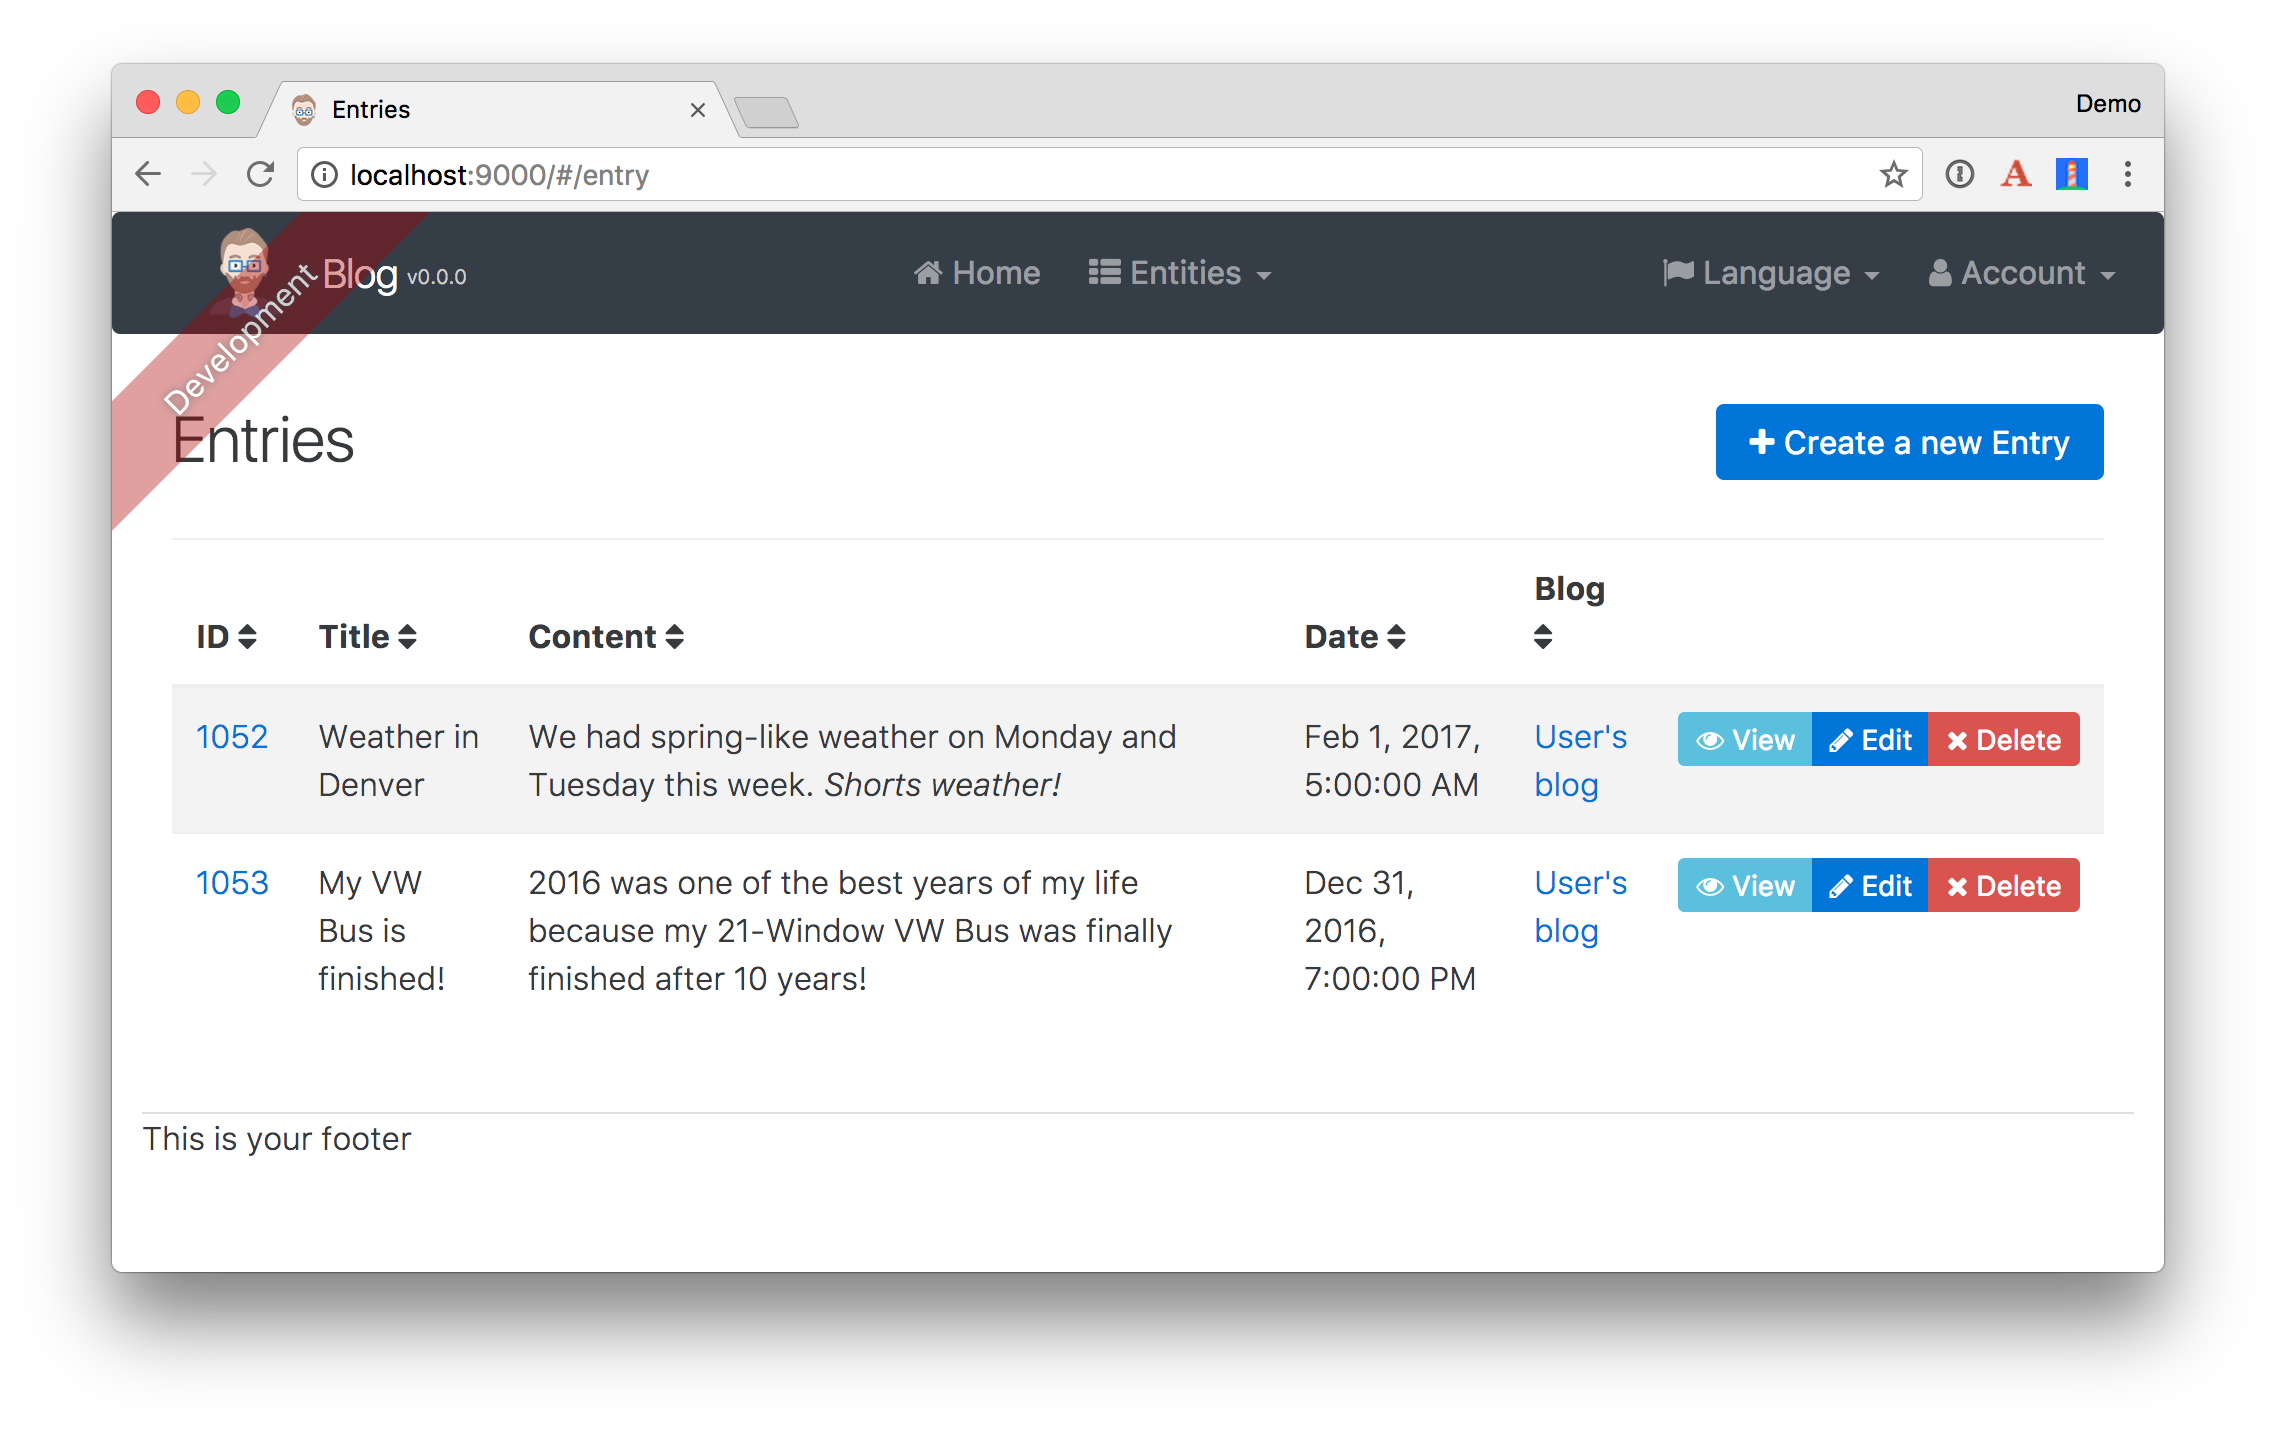 Entries
Demo
localhost:9000/#/entry
Blog v0.0.0
Home
Entities
Language
Account
Development
Entries
Create a new Entry
ID Title Content Date Blog
1052 Weather in We had spring-like weather on Monday and Feb 1, 2017, User's View Edit Delete
Denver Tuesday this week. Shorts weather! 5:00:00 AM blog
1053 My VW 2016 was one of the best years of my life Dec 31, User's View Edit Delete
Bus is because my 21-Window VW Bus was finally 2016, blog
finished! finished after 10 years! 7:00:00 PM
This is your footer